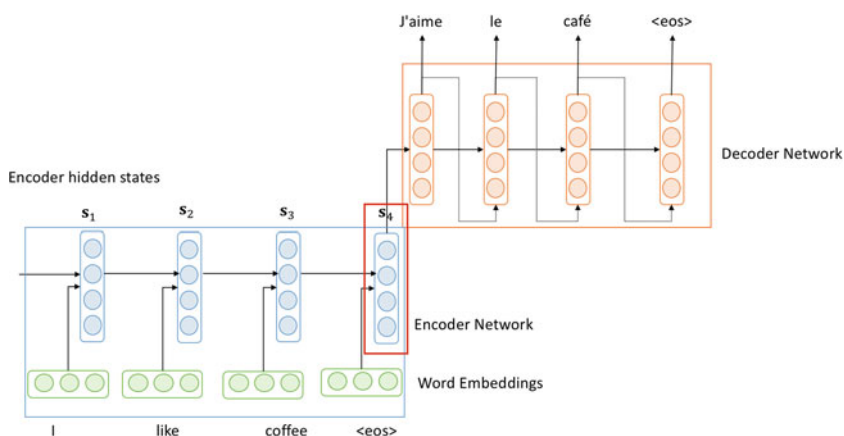 J'aime le café <eos>
Decoder Network
Encoder hidden states
s₁ s₂ s₃ s₄
Encoder Network
Word Embeddings
I like coffee <eos>